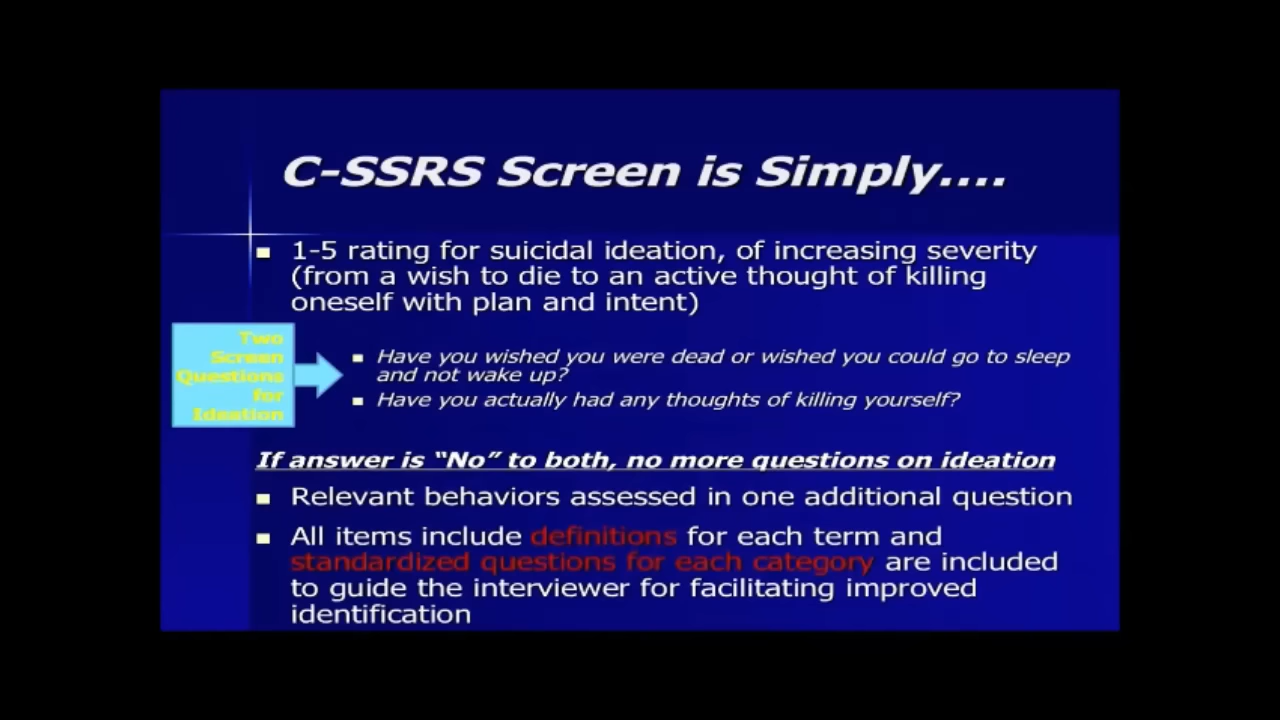 C-SSRS Screen is Simply....
1-5 rating for suicidal ideation, of increasing severity
(from a wish to die to an active thought of killing
oneself with plan and intent)
Two
Screen
Questions
for
Ideation
Have you wished you were dead or wished you could go to sleep
and not wake up?
Have you actually had any thoughts of killing yourself?
If answer is “No” to both, no more questions on ideation
Relevant behaviors assessed in one additional question
All items include definitions for each term and
standardized questions for each category are included
to guide the interviewer for facilitating improved
identification